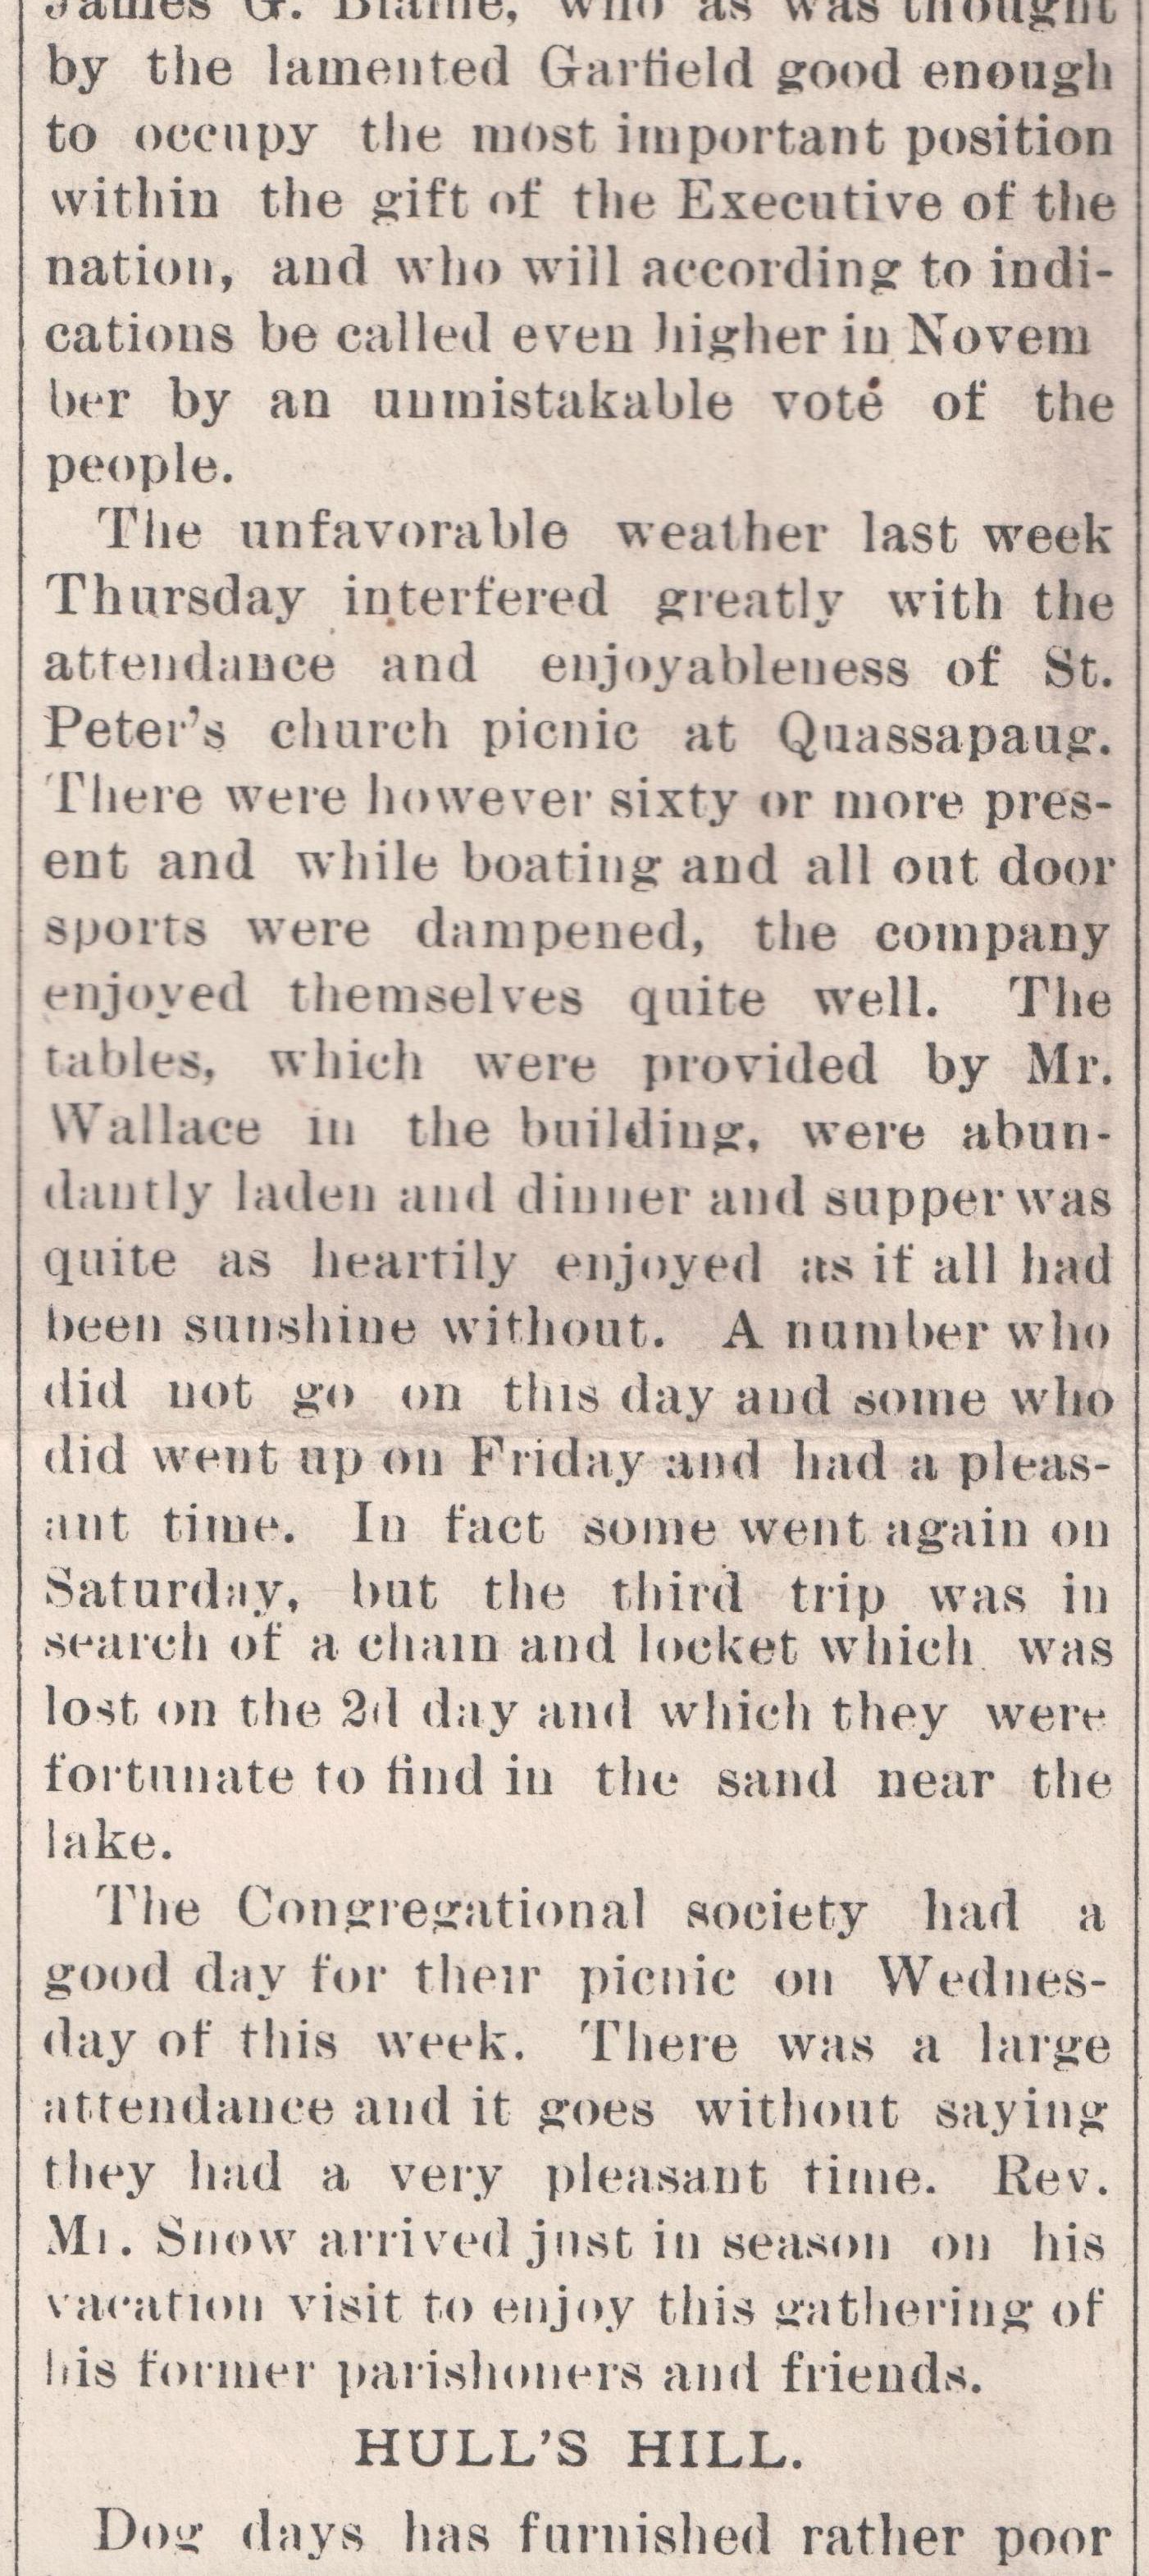 James G. Blaine, who as was thought
by the lamented Garfield good enough
to occupy the most important position
within the gift of the Executive of the
nation, and who will according to indi-
cations be called even higher in Novem
ber by an unmistakable vote of the
people.
The unfavorable weather last week
Thursday interfered greatly with the
attendance and enjoyableness of St.
Peter's church picnic at Quassapaug.
There were however sixty or more pres-
ent and while boating and all out door
sports were dampened, the company
enjoyed themselves quite well. The
tables, which were provided by Mr.
Wallace in the building, were abun-
dantly laden and dinner and supper was
quite as heartily enjoyed as if all had
been sunshine without. A number who
did not go on this day and some who
did went up on Friday and had a pleas-
ant time. In fact some went again on
Saturday, but the third trip was in
search of a chain and locket which was
lost on the 2d day and which they were
fortunate to find in the sand near the
lake.
The Congregational society had a
good day for their picnic on Wednes-
day of this week. There was a large
attendance and it goes without saying
they had a very pleasant time. Rev.
Mr. Snow arrived just in season on his
vacation visit to enjoy this gathering of
his former parishoners and friends.
HULL'S HILL.
Dog days has furnished rather poor